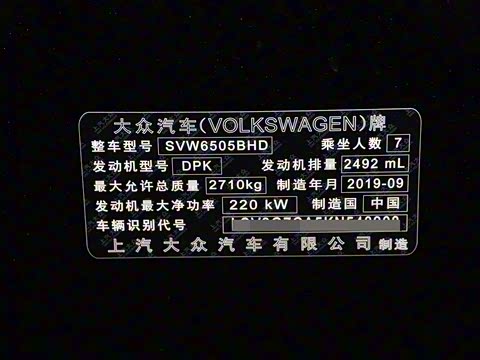 大众汽车(VOLKSWAGEN)牌
整车型号 SVW6505BHD 乘坐人数 7
发动机型号 DPK 发动机排量 2492 mL
最大允许总质量 2710kg 制造年月 2019-09
发动机最大净功率 220 kW 制造国 中国
车辆识别代号
上汽大众汽车有限公司 制造